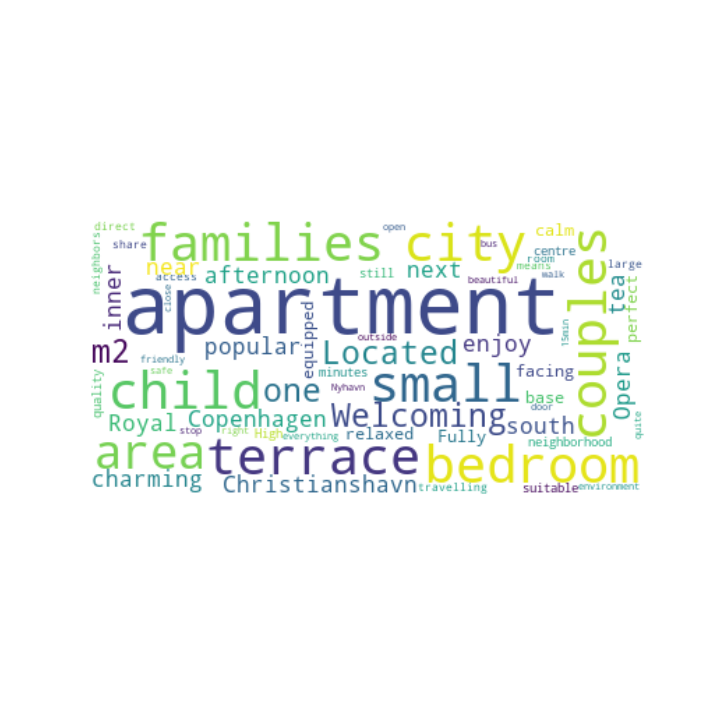 direct
families
city
open
calm
share
bus
centre
couples
neighbors
near
access
afternoon
still
next
room
means
large
beautiful
walk
inner
apartment
tea
perfect
close
equipped
15min
m2
popular
Located
outside
enjoy
friendly
safe
minutes
facing
Opera
child
one
small
Nyhavn
quality
base
Royal
Copenhagen
Welcoming
door
south
quite
stop
right
High
everything
relaxed
Fully
neighborhood
area
terrace
bedroom
charming
Christianshavn
travelling
suitable
environment